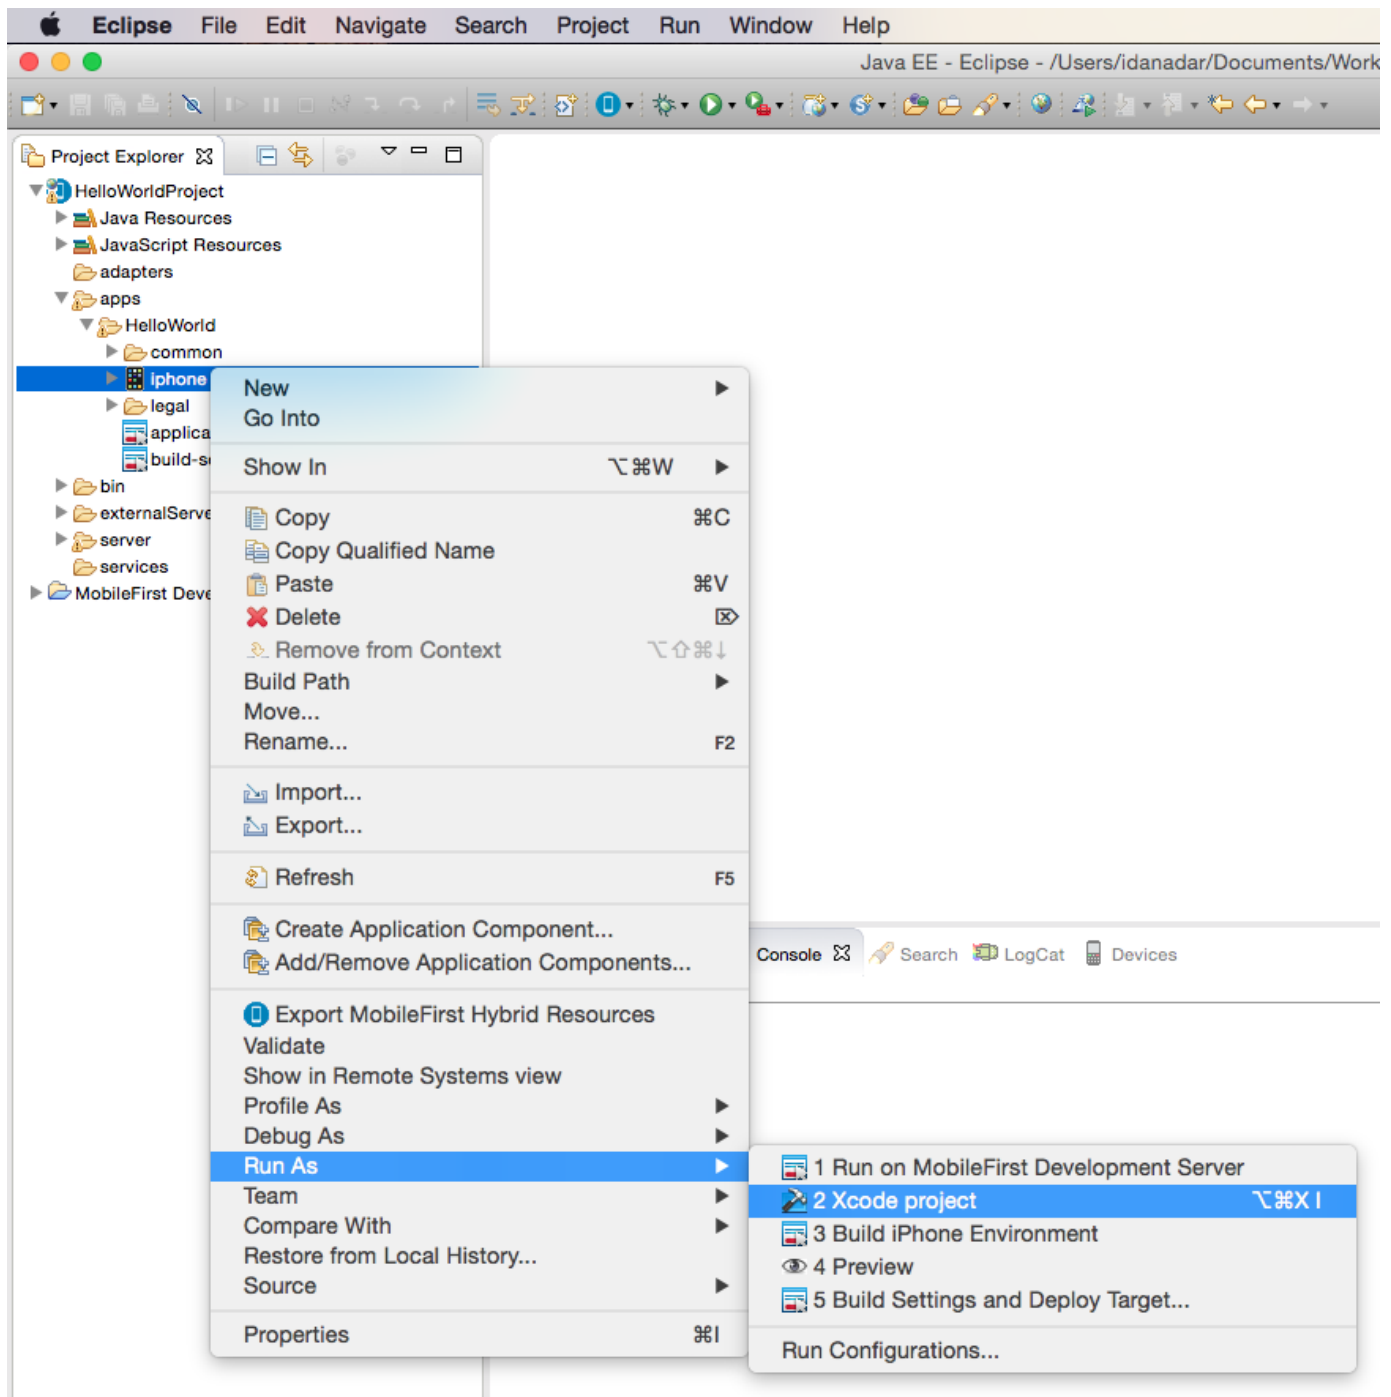 Eclipse File Edit Navigate Search Project Run Window Help
Java EE - Eclipse - /Users/idanadar/Documents/Work
Project Explorer
HelloWorldProject
Java Resources
JavaScript Resources
adapters
apps
HelloWorld
common
iphone
legal
applica
build-s
bin
externalServe
server
services
MobileFirst Deve
New
Go Into
Show In ⌥⌘W
Copy ⌘C
Copy Qualified Name
Paste ⌘V
Delete ⌦
Remove from Context ⌥⇧⌘↓
Build Path
Move...
Rename... F2
Import...
Export...
Refresh F5
Create Application Component...
Add/Remove Application Components...
Export MobileFirst Hybrid Resources
Validate
Show in Remote Systems view
Profile As
Debug As
Run As
Team
Compare With
Restore from Local History...
Source
Properties ⌘I
Console Search LogCat Devices
1 Run on MobileFirst Development Server
2 Xcode project ⌥⌘X I
3 Build iPhone Environment
4 Preview
5 Build Settings and Deploy Target...
Run Configurations...